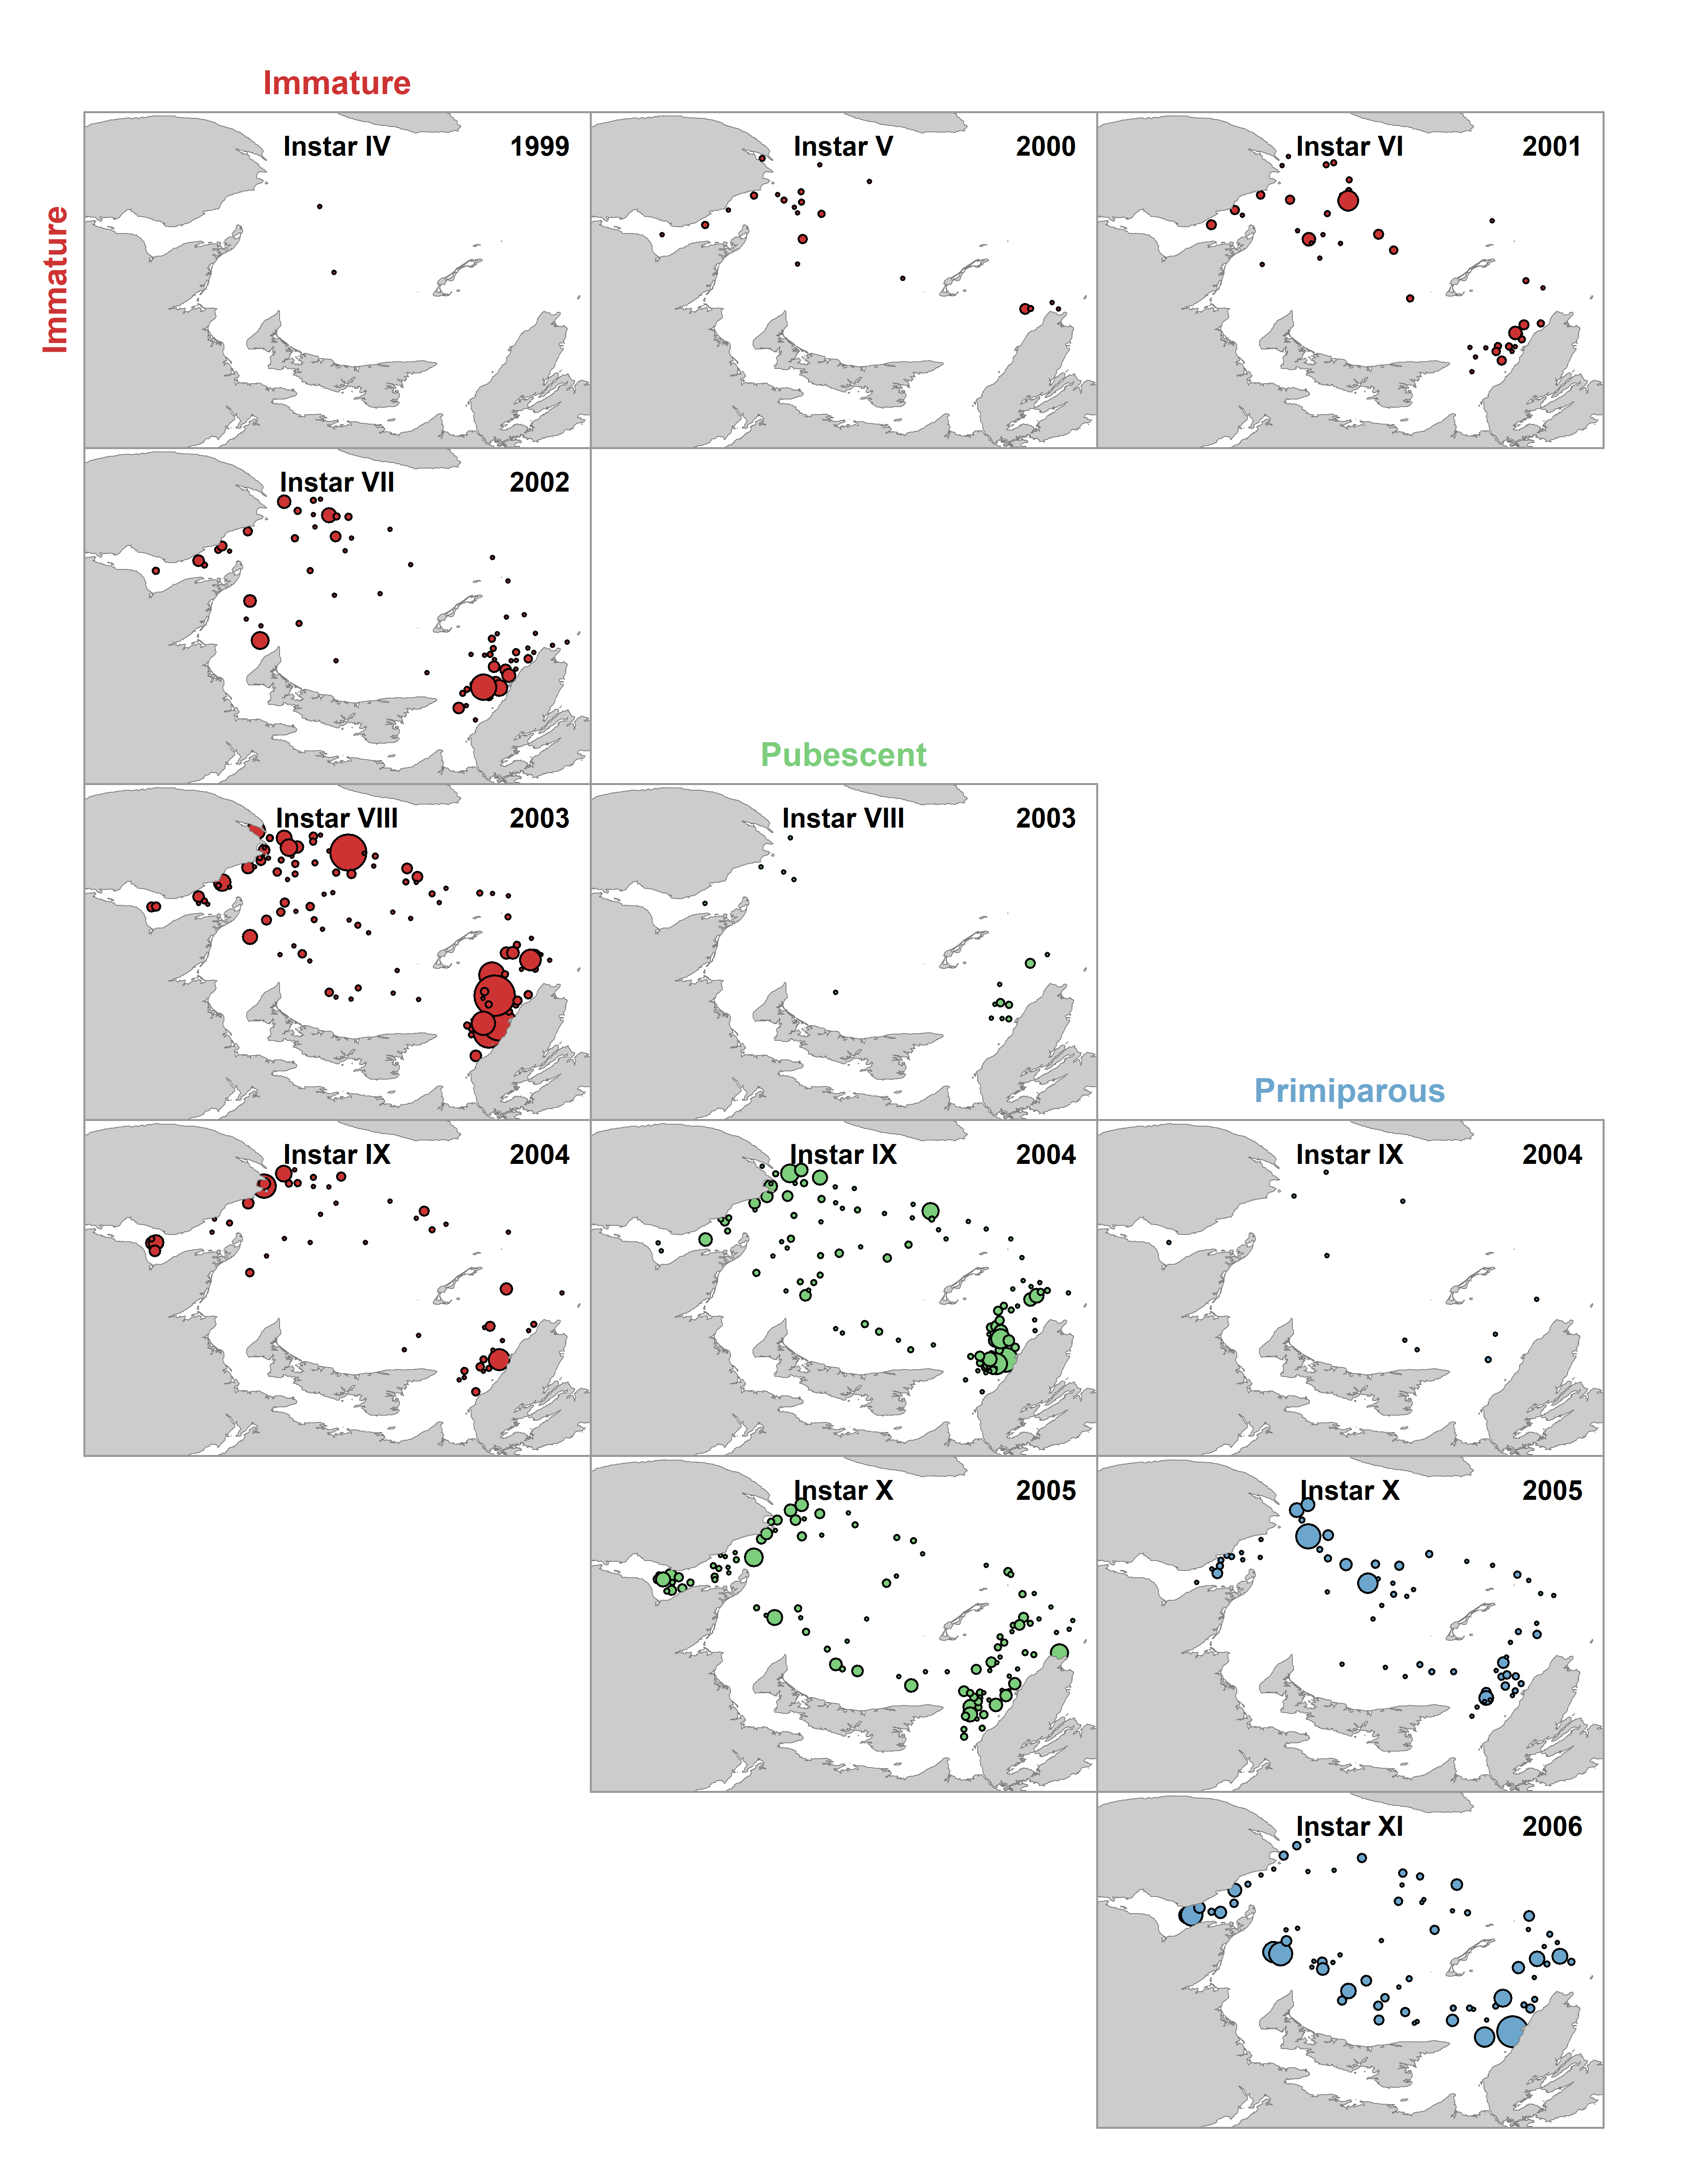 Immature
Immature
Instar IV 1999
Instar V 2000
Instar VI 2001
Instar VII 2002
Pubescent
Instar VIII 2003
Instar VIII 2003
Primiparous
Instar IX 2004
Instar IX 2004
Instar IX 2004
Instar X 2005
Instar X 2005
Instar XI 2006